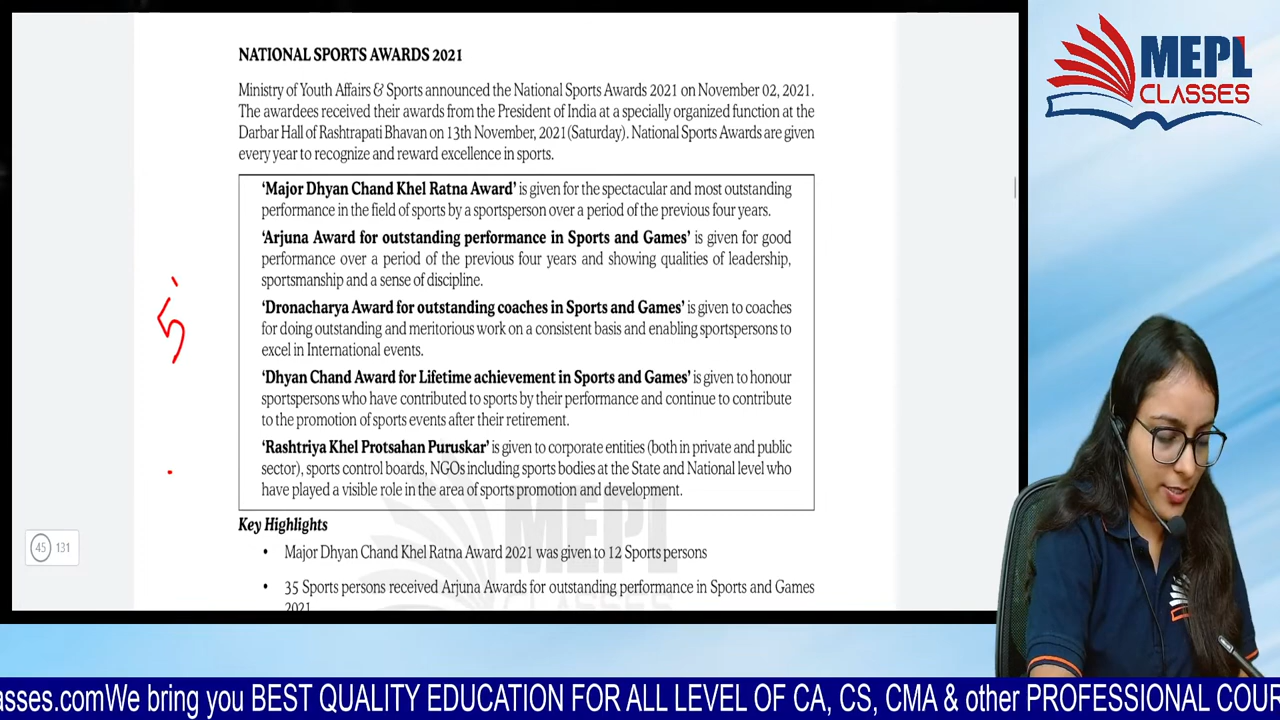 NATIONAL SPORTS AWARDS 2021
Ministry of Youth Affairs & Sports announced the National Sports Awards 2021 on November 02, 2021.
The awardees received their awards from the President of India at a specially organized function at the
Darbar Hall of Rashtrapati Bhavan on 13th November, 2021(Saturday). National Sports Awards are given
every year to recognize and reward excellence in sports.
‘Major Dhyan Chand Khel Ratna Award’ is given for the spectacular and most outstanding
performance in the field of sports by a sportsperson over a period of the previous four years.
‘Arjuna Award for outstanding performance in Sports and Games’ is given for good
performance over a period of the previous four years and showing qualities of leadership,
sportsmanship and a sense of discipline.
‘Dronacharya Award for outstanding coaches in Sports and Games’ is given to coaches
for doing outstanding and meritorious work on a consistent basis and enabling sportspersons to
excel in International events.
‘Dhyan Chand Award for Lifetime achievement in Sports and Games’ is given to honour
sportspersons who have contributed to sports by their performance and continue to contribute
to the promotion of sports events after their retirement.
‘Rashtriya Khel Protsahan Puruskar’ is given to corporate entities (both in private and public
sector), sports control boards, NGOs including sports bodies at the State and National level who
have played a visible role in the area of sports promotion and development.
Key Highlights
• Major Dhyan Chand Khel Ratna Award 2021 was given to 12 Sports persons
• 35 Sports persons received Arjuna Awards for outstanding performance in Sports and Games
2021
5
45 131
MEPL
CLASSES
MEPL
CLASSES
asses.comWe bring you BEST QUALITY EDUCATION FOR ALL LEVEL OF CA, CS, CMA & other PROFESSIONAL COUR